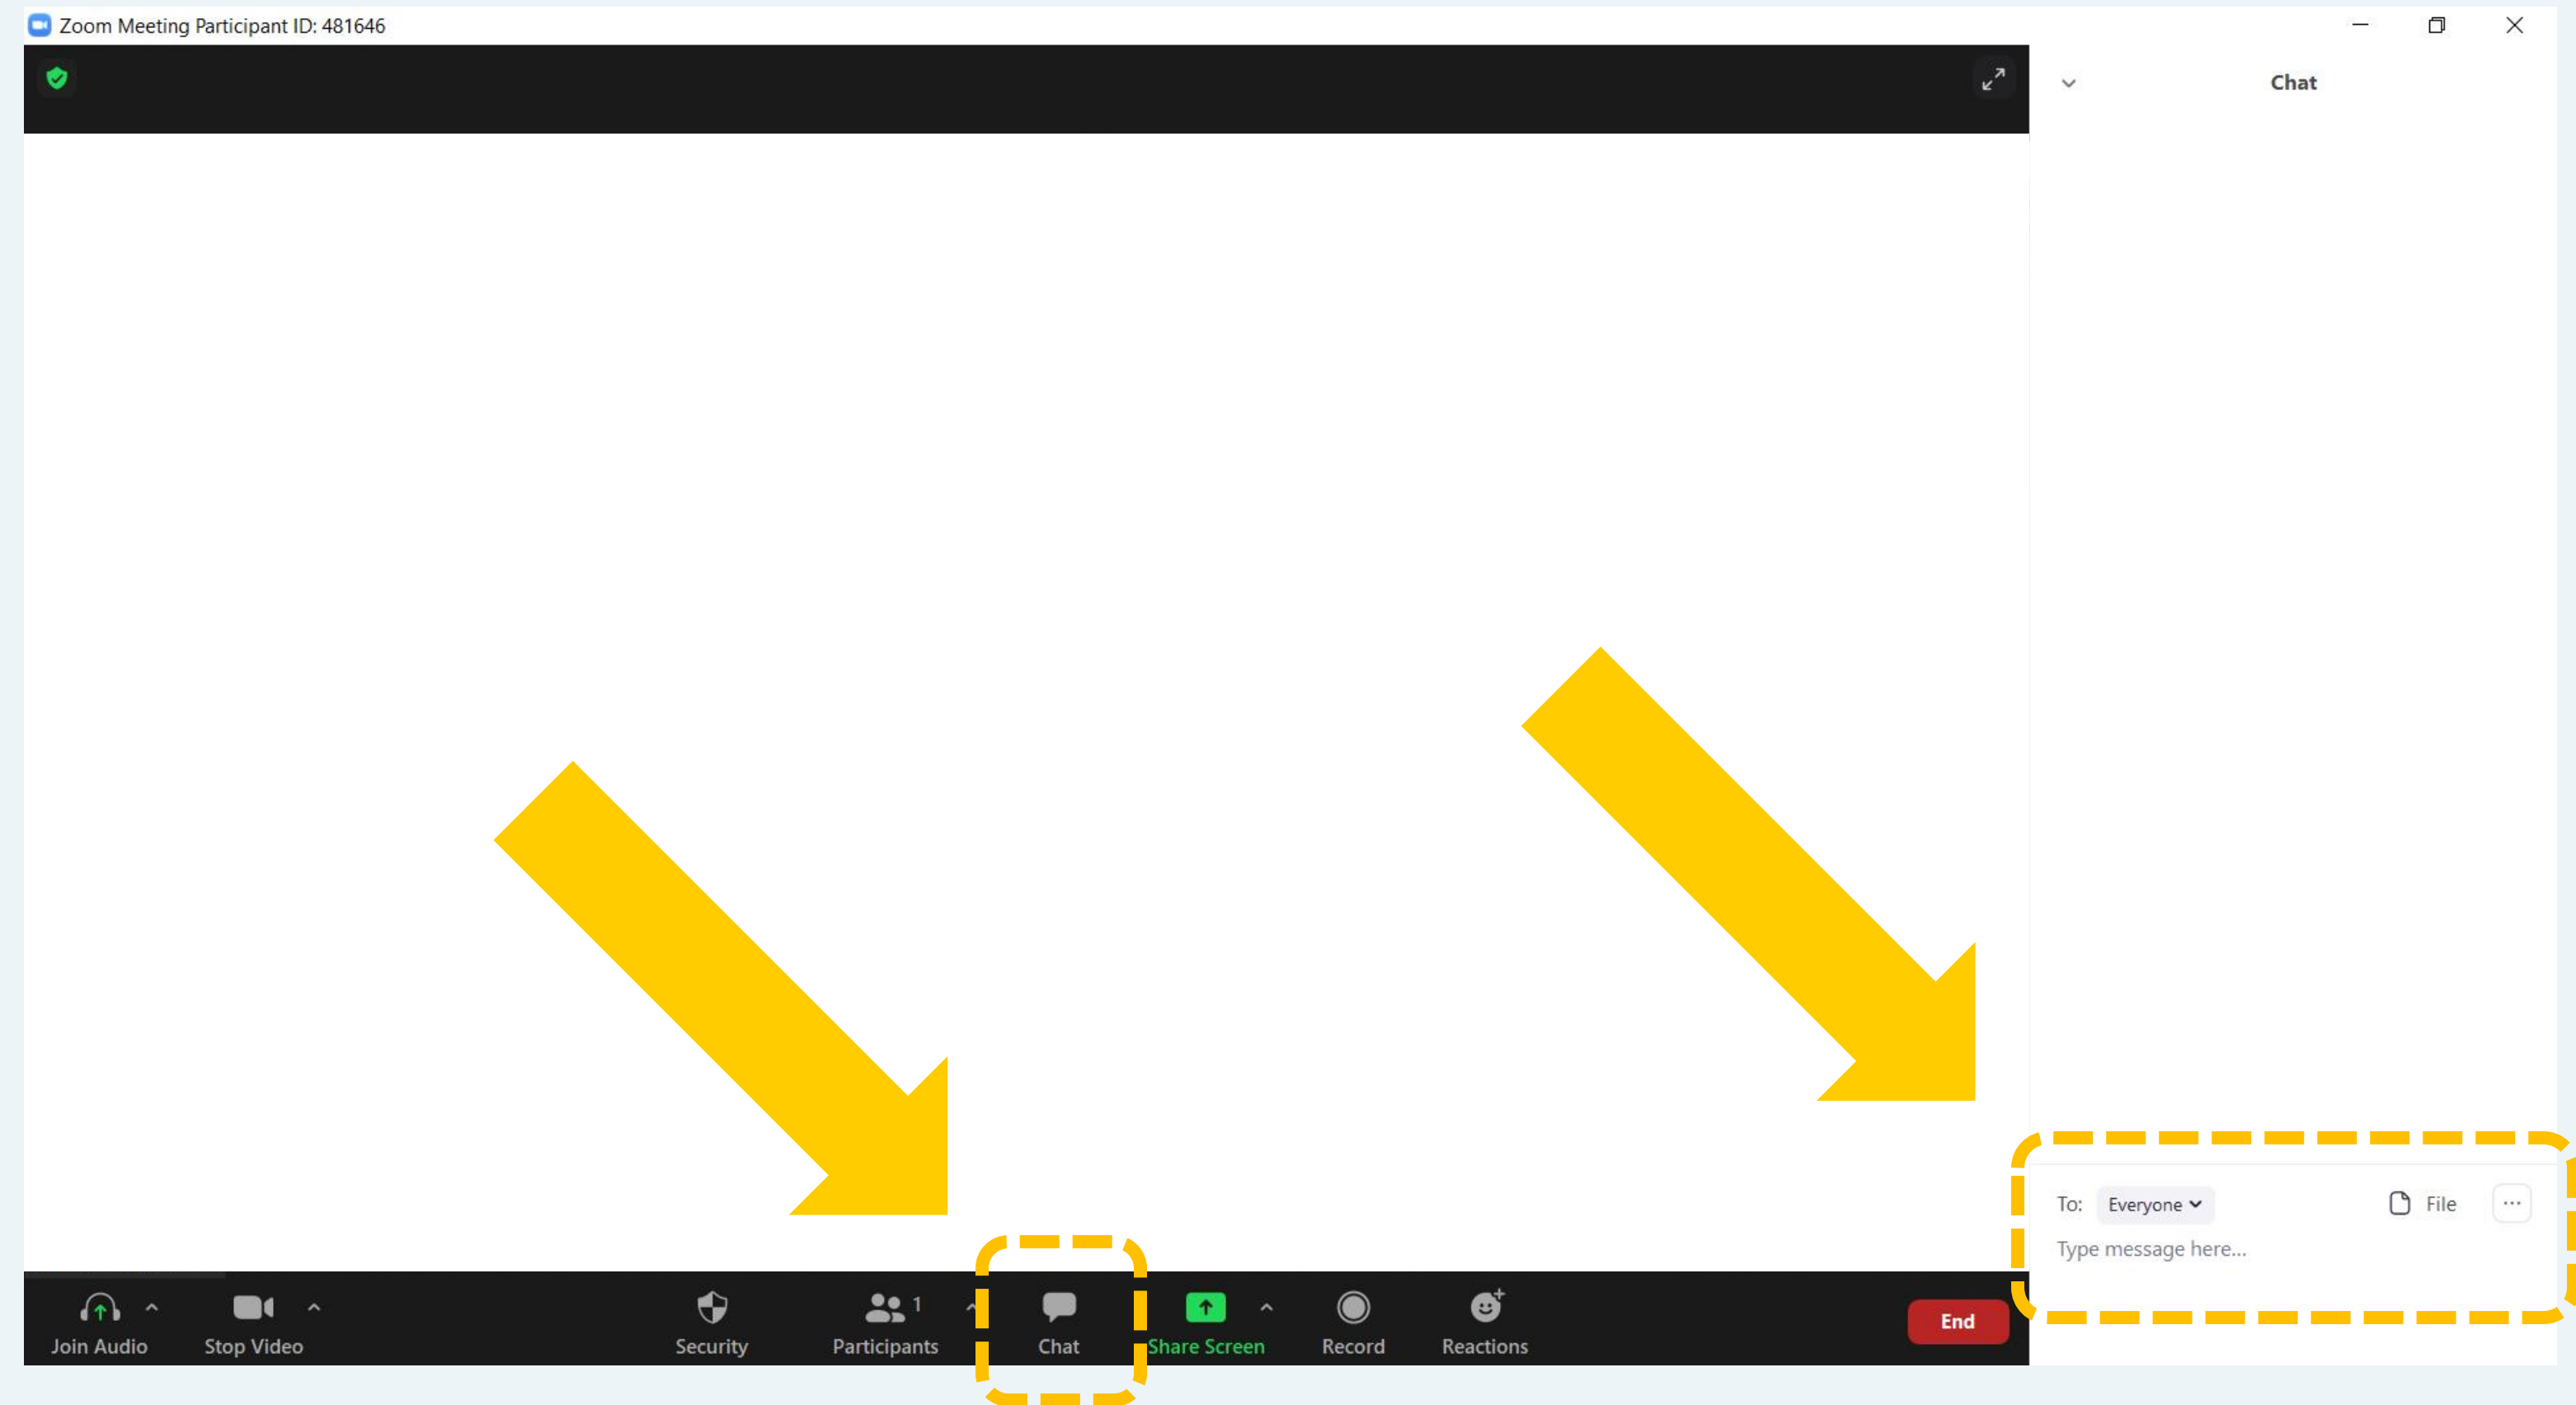 Zoom Meeting Participant ID: 481646
Chat
To: Everyone File ...
Type message here...
Join Audio Stop Video Security Participants 1 Chat Share Screen Record Reactions End